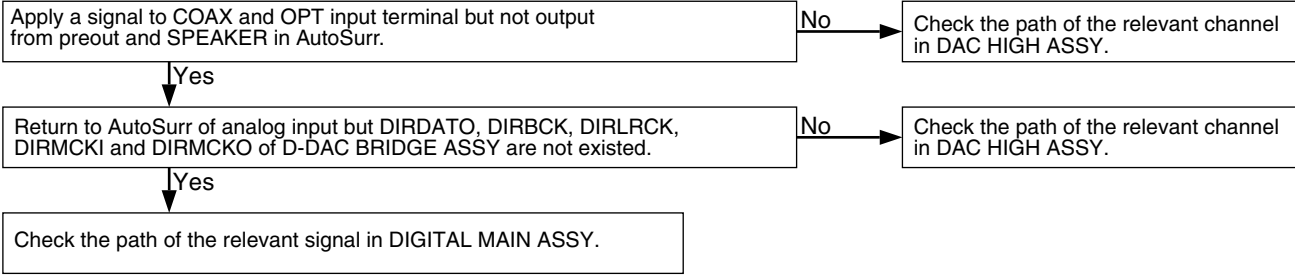 Apply a signal to COAX and OPT input terminal but not output
from preout and SPEAKER in AutoSurr.
No
Check the path of the relevant channel
in DAC HIGH ASSY.
Yes
Return to AutoSurr of analog input but DIRDATO, DIRBCK, DIRLRCK,
DIRMCKI and DIRMCKO of D-DAC BRIDGE ASSY are not existed.
No
Check the path of the relevant channel
in DAC HIGH ASSY.
Yes
Check the path of the relevant signal in DIGITAL MAIN ASSY.